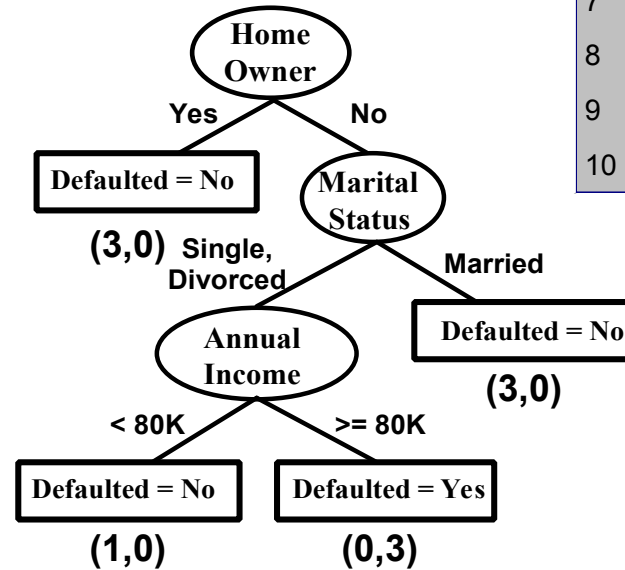 7
8
9
10
Home
Owner
Yes
No
Defaulted = No
Marital
Status
(3,0)
Single,
Divorced
Married
Annual
Income
Defaulted = No
(3,0)
< 80K
>= 80K
Defaulted = No
Defaulted = Yes
(1,0)
(0,3)